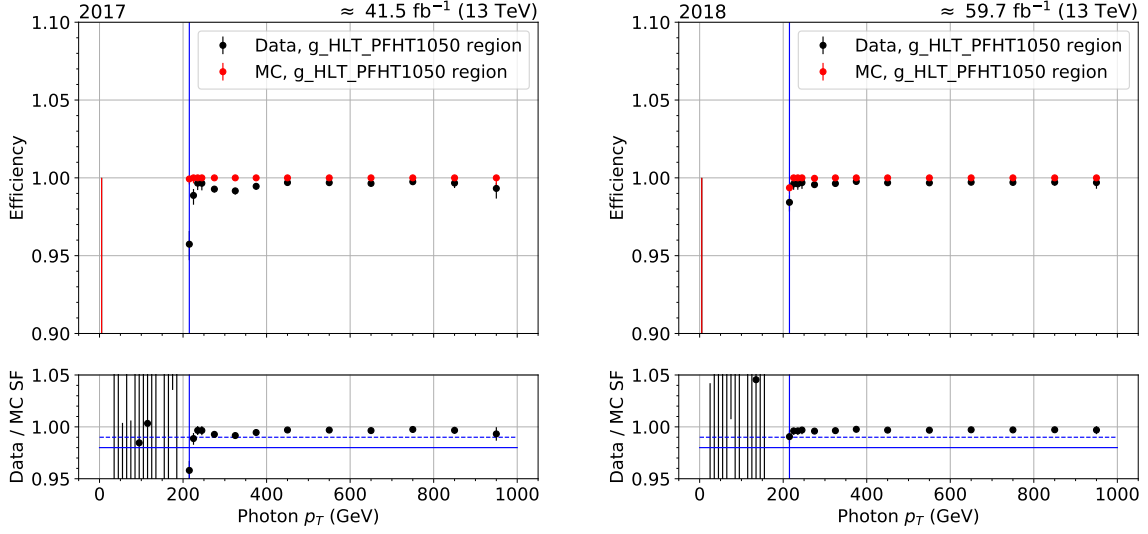 2017
≈ 41.5 fb⁻¹ (13 TeV)
Data, g_HLT_PFHT1050 region
MC, g_HLT_PFHT1050 region
Efficiency
1.10
1.05
1.00
0.95
0.90
Data / MC SF
1.05
1.00
0.95
0 200 400 600 800 1000
Photon p_T (GeV)
2018
≈ 59.7 fb⁻¹ (13 TeV)
Data, g_HLT_PFHT1050 region
MC, g_HLT_PFHT1050 region
Efficiency
1.10
1.05
1.00
0.95
0.90
Data / MC SF
1.05
1.00
0.95
0 200 400 600 800 1000
Photon p_T (GeV)